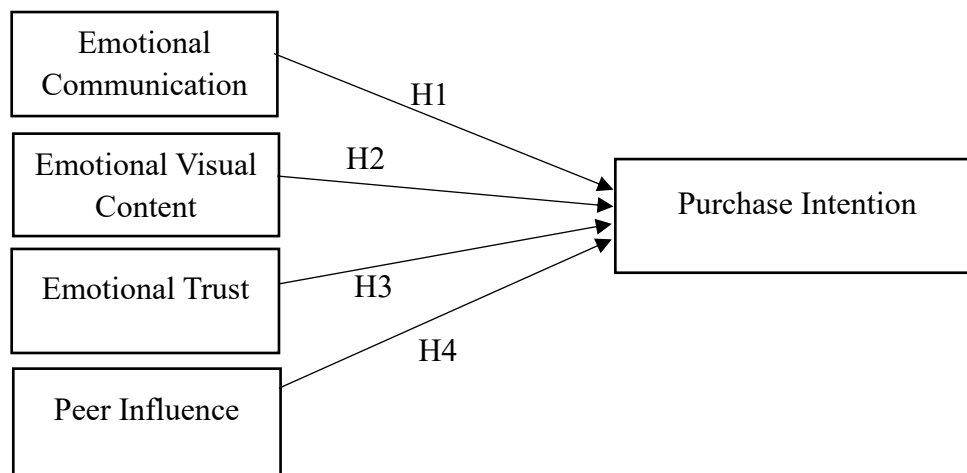 Emotional
Communication
H1
Emotional Visual
Content
H2
Purchase Intention
Emotional Trust
H3
H4
Peer Influence